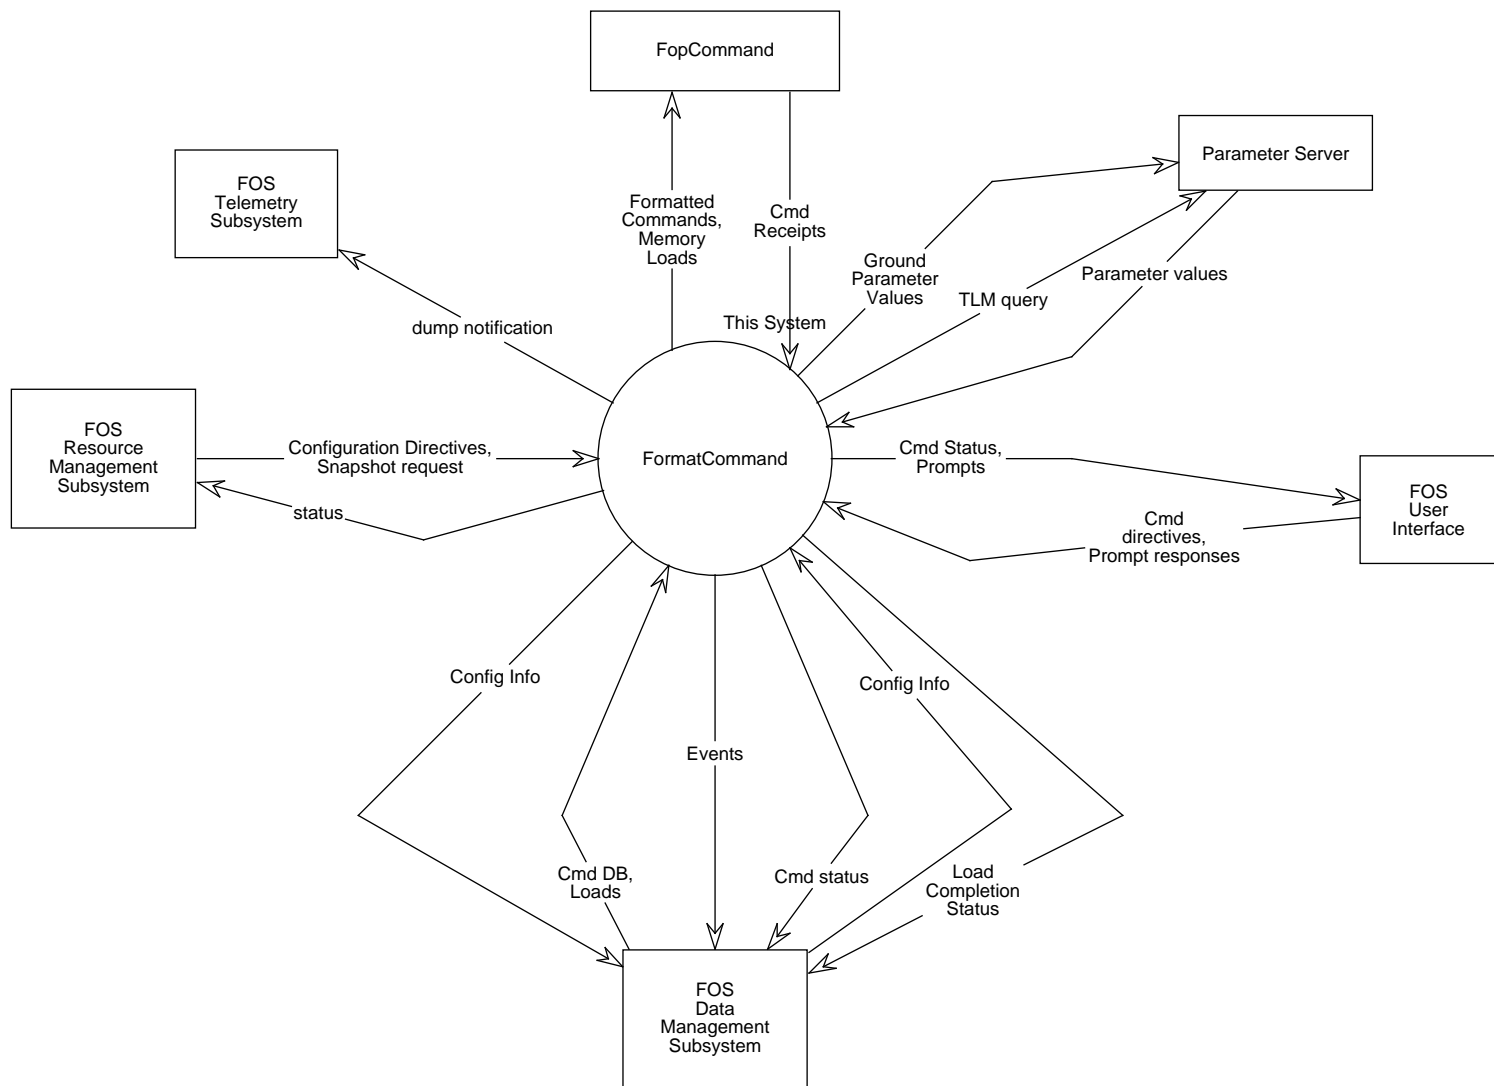 FopCommand
Parameter Server
FOS
Telemetry
Subsystem
Formatted
Commands,
Memory
Loads
Cmd
Receipts
Ground
Parameter
Values
TLM query
Parameter values
dump notification
This System
FOS
Resource
Management
Subsystem
Configuration Directives,
Snapshot request
status
FormatCommand
Cmd Status,
Prompts
FOS
User
Interface
Cmd
directives,
Prompt responses
Config Info
Config Info
Events
Cmd DB,
Loads
Cmd status
Load
Completion
Status
FOS
Data
Management
Subsystem